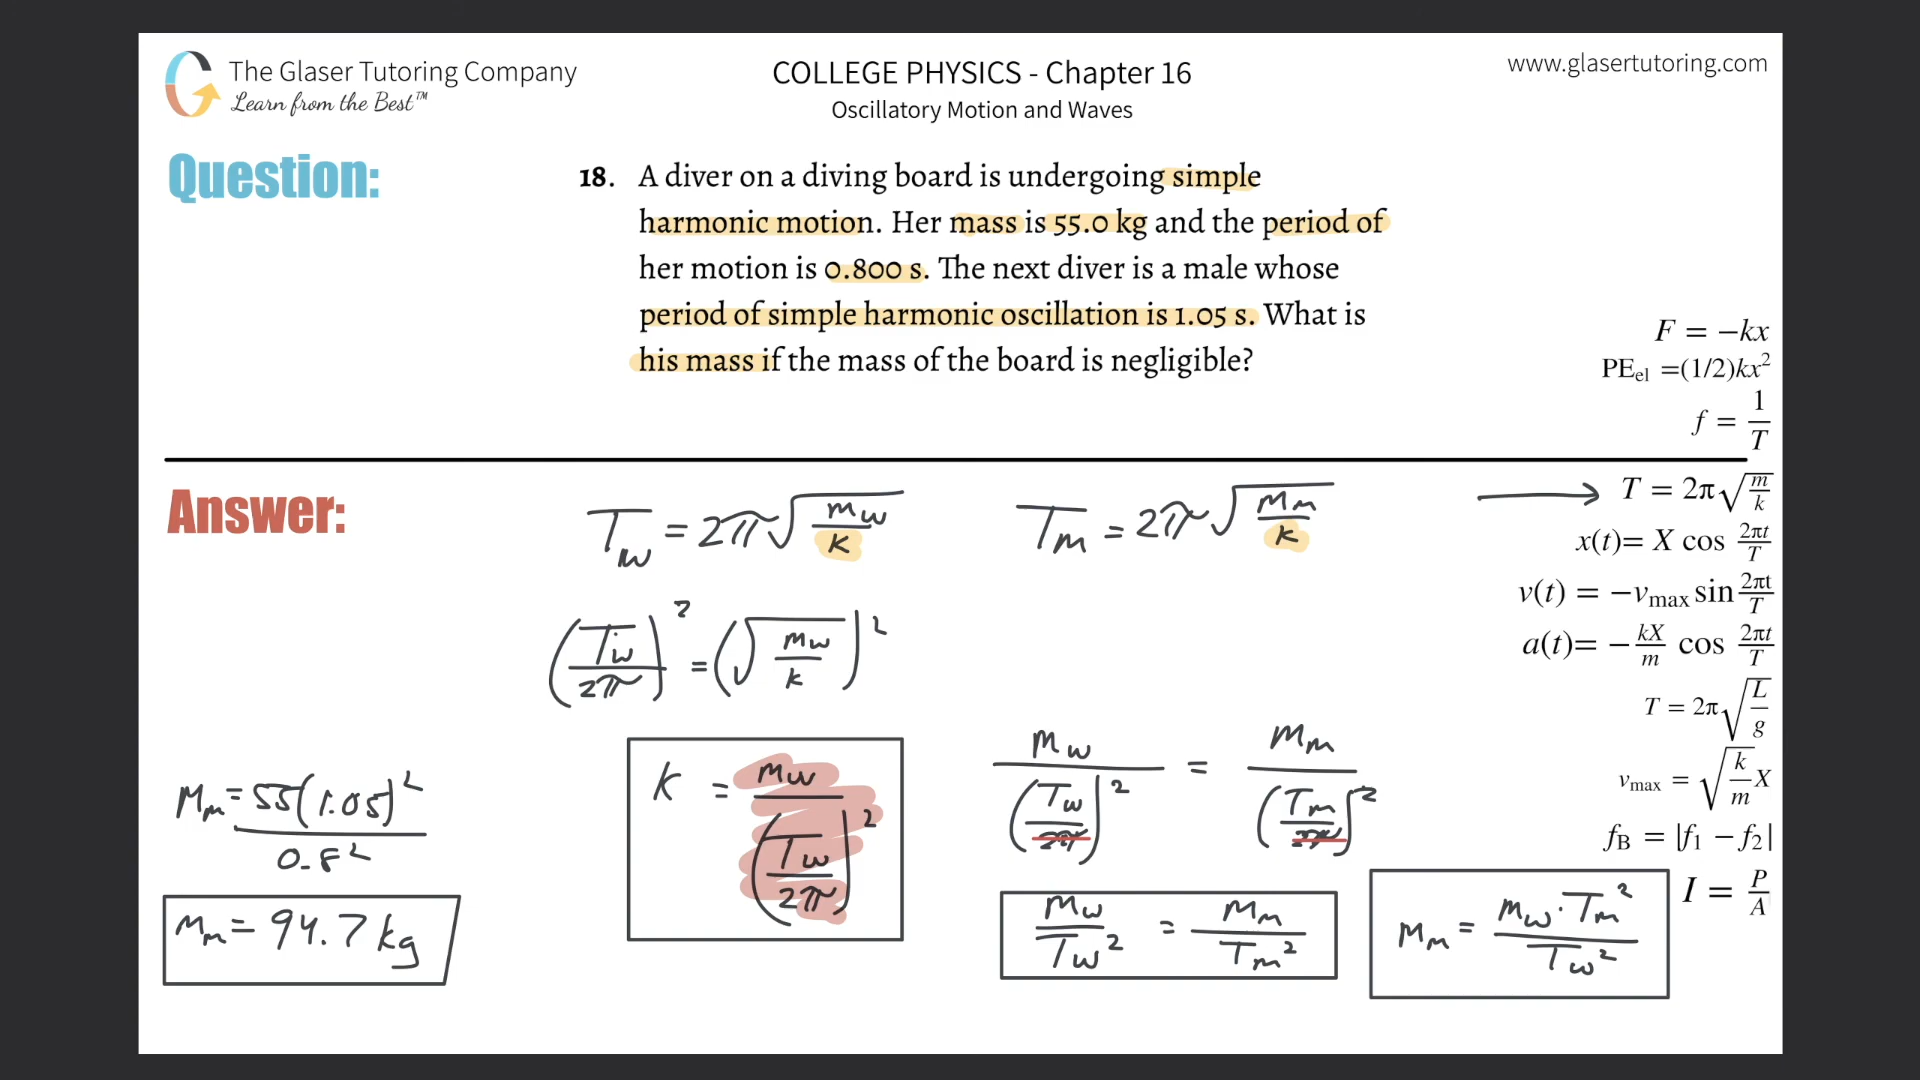 The Glaser Tutoring Company
Learn from the Best™
COLLEGE PHYSICS - Chapter 16
Oscillatory Motion and Waves
www.glasertutoring.com
Question:
18. A diver on a diving board is undergoing simple
harmonic motion. Her mass is 55.0 kg and the period of
her motion is 0.800 s. The next diver is a male whose
period of simple harmonic oscillation is 1.05 s. What is
his mass if the mass of the board is negligible?
F = −kx
PEel =(1/2)kx²
f = 1/T
Answer:
T = 2π√(m/k)
x(t)= X cos 2πt/T
v(t) = −vmax sin 2πt/T
a(t)= − kX/m cos 2πt/T
T = 2π√(L/g)
vmax = √(k/m) X
fB = |f1 − f2|
I = P/A
Tw = 2π√(mw/k)
Tm = 2π√(mm/k)
(Tw/2π)² = (√(mw/k))²
k = mw/(Tw/2π)²
mw/(Tw/2π)² = mm/(Tm/2π)²
mw/Tw² = mm/Tm²
mm = mw·Tm²/Tw²
mm = 55(1.05)²/0.8²
mm = 94.7 kg